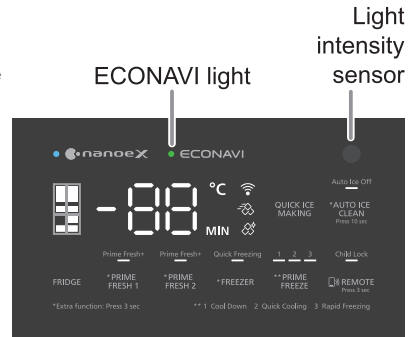 Light
intensity
sensor
e
ECONAVI light
nanoeX ECONAVI
-88 °C
MIN
QUICK ICE
MAKING
Auto Ice Off
*AUTO ICE
CLEAN
Press 10 sec
Prime Fresh+ Prime Fresh+ Quick Freezing 1 2 3 Child Lock
FRIDGE
*PRIME
FRESH 1
*PRIME
FRESH 2
*FREEZER
**PRIME
FREEZE
REMOTE
Press 3 sec
*Extra function: Press 3 sec
** 1 Cool Down 2 Quick Cooling 3 Rapid Freezing